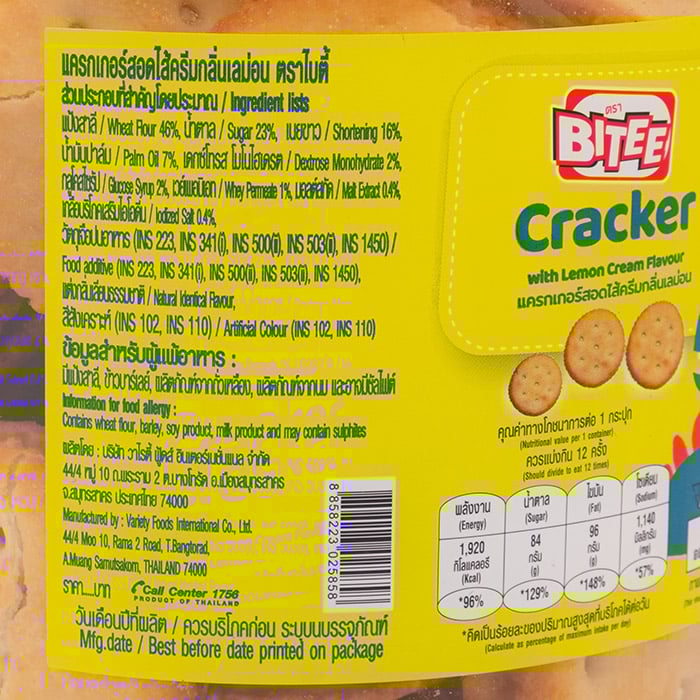 แครกเกอร์สอดไส้ครีมกลิ่นเลม่อน ตราไบตี้
ส่วนประกอบที่สำคัญโดยประมาณ / Ingredient lists
แป้งสาลี / Wheat Flour 46%, น้ำตาล / Sugar 23%, เนยขาว / Shortening 16%,
น้ำมันปาล์ม / Palm Oil 7%, เดกซ์โทรส โมโนไฮเดรต / Dextrose Monohydrate 2%,
กลูโคสไซรัป / Glucose Syrup 2%, เวย์เพอมิเอท / Whey Permeate 1%, มอลต์สกัด / Malt Extract 0.4%,
เกลือบริโภคเสริมไอโอดีน / Iodized Salt 0.4%,
วัตถุเจือปนอาหาร (INS 223, INS 341(i), INS 500(ii), INS 503(ii), INS 1450) /
Food additive (INS 223, INS 341(i), INS 500(ii), INS 503(ii), INS 1450),
แต่งกลิ่นเลียนธรรมชาติ / Natural Identical Flavour,
สีสังเคราะห์ (INS 102, INS 110) / Artificial Colour (INS 102, INS 110)
ข้อมูลสำหรับผู้แพ้อาหาร :
มีแป้งสาลี, ข้าวบาร์เลย์, ผลิตภัณฑ์จากถั่วเหลือง, ผลิตภัณฑ์จากนม และอาจมีซัลไฟต์
Information for food allergy :
Contains wheat flour, barley, soy product, milk product and may contain sulphites
ผลิตโดย : บริษัท วาไรตี้ ฟู้ดส์ อินเตอร์เนชั่นแนล จำกัด
44/4 หมู่ 10 ถ.พระราม 2 ต.บางโทรัด อ.เมืองสมุทรสาคร
จ.สมุทรสาคร ประเทศไทย 74000
Manufactured by : Variety Foods International Co., Ltd.
44/4 Moo 10, Rama 2 Road, T.Bangtorad,
A.Muang Samutsakorn, THAILAND 74000
ราคา....บาท
Call Center 1756
PRODUCT OF THAILAND
8 858223 025856
วันเดือนปีที่ผลิต / ควรบริโภคก่อน ระบุบนบรรจุภัณฑ์
Mfg.date / Best before date printed on package
ตรา
BITEE
Cracker
with Lemon Cream Flavour
แครกเกอร์สอดไส้ครีมกลิ่นเลม่อน
คุณค่าทางโภชนาการต่อ 1 กระปุก
(Nutritional value per 1 container)
ควรแบ่งกิน 12 ครั้ง
(Should divide to eat 12 times)
พลังงาน น้ำตาล ไขมัน โซเดียม
(Energy) (Sugar) (Fat) (Sodium)
1,920 84 96 1,140
กิโลแคลอรี่ กรัม กรัม มิลลิกรัม
(Kcal) (g) (g) (mg)
*96% *129% *148% *57%
*คิดเป็นร้อยละของปริมาณสูงสุดที่บริโภคได้ต่อวัน
(Calculate as percentage of maximum intake per day)